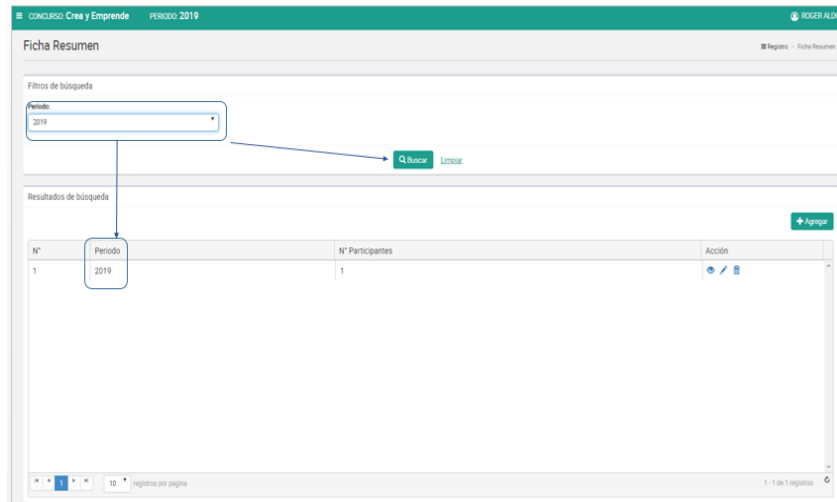 CONCURSO: Crea y Emprende PERIODO: 2019 ROGER ALDO
Ficha Resumen
Registro > Ficha Resumen
Filtros de búsqueda
Periodo:
2019
Buscar Limpiar
Resultados de búsqueda
Agregar
N° Periodo N° Participantes Acción
1 2019 1
1 10 registros por página 1 - 1 de 1 registros